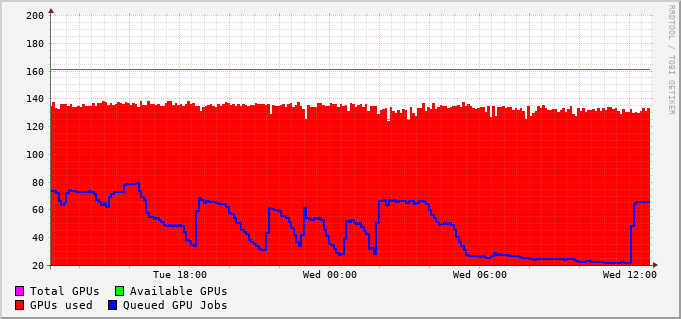 200
180
160
140
120
100
80
60
40
20
Tue 18:00 Wed 00:00 Wed 06:00 Wed 12:00
Total GPUs Available GPUs
GPUs used Queued GPU Jobs
RRDTOOL / TOBI OETIKER